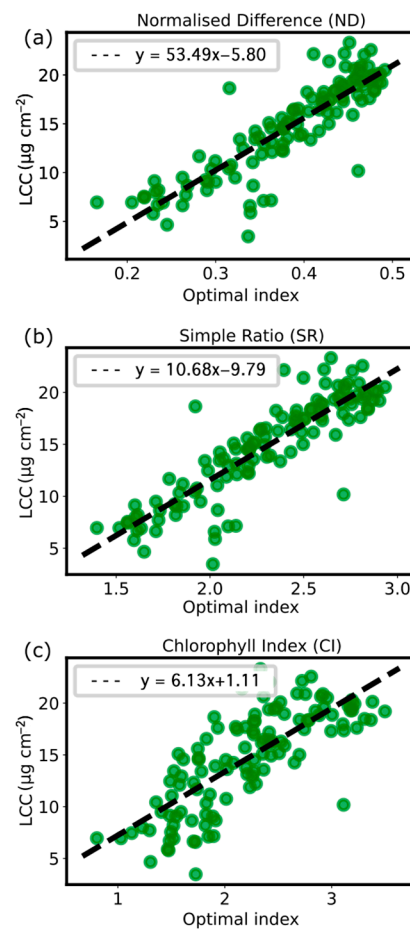 Normalised Difference (ND)
(a)
y = 53.49x−5.80
20
15
10
5
LCC (μg cm⁻²)
0.2 0.3 0.4 0.5
Optimal index
Simple Ratio (SR)
(b)
y = 10.68x−9.79
20
15
10
5
LCC (μg cm⁻²)
1.5 2.0 2.5 3.0
Optimal index
Chlorophyll Index (CI)
(c)
y = 6.13x+1.11
20
15
10
5
LCC (μg cm⁻²)
1 2 3
Optimal index